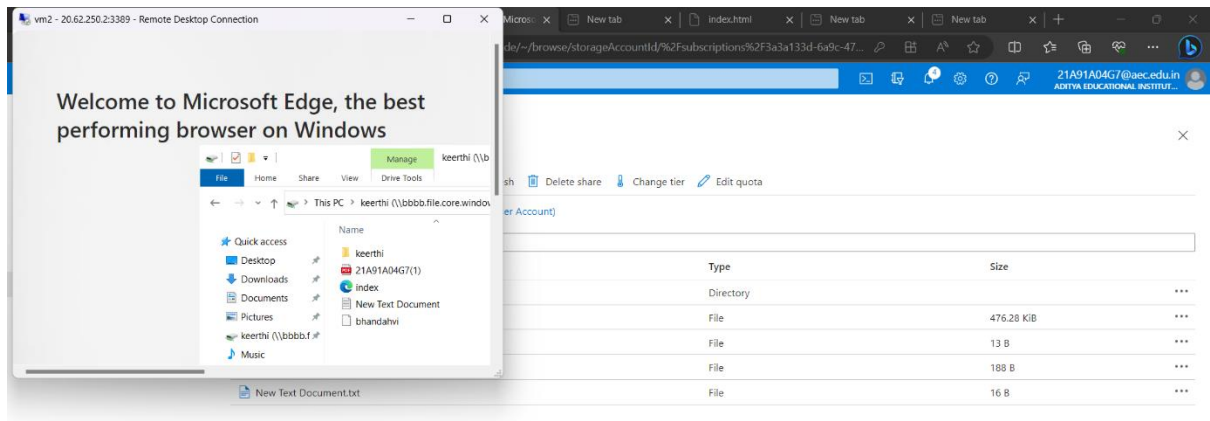 vm2 - 20.62.250.2:3389 - Remote Desktop Connection
Welcome to Microsoft Edge, the best
performing browser on Windows
Manage keerthi (\\b
File Home Share View Drive Tools
This PC > keerthi (\\bbbb.file.core.window
Name
Quick access
Desktop
Downloads
Documents
Pictures
keerthi (\\bbbb.f
Music
keerthi
21A91A04G7(1)
index
New Text Document
bhandahvi
Micros
New tab
index.html
New tab
New tab
de/~/browse/storageAccountId/%2Fsubscriptions%2F3a3a133d-6a9c-47...
21A91A04G7@aec.edu.in
ADITYA EDUCATIONAL INSTITUT...
sh Delete share Change tier Edit quota
er Account)
Type Size
Directory
File 476.28 KiB
File 13 B
File 188 B
New Text Document.txt File 16 B